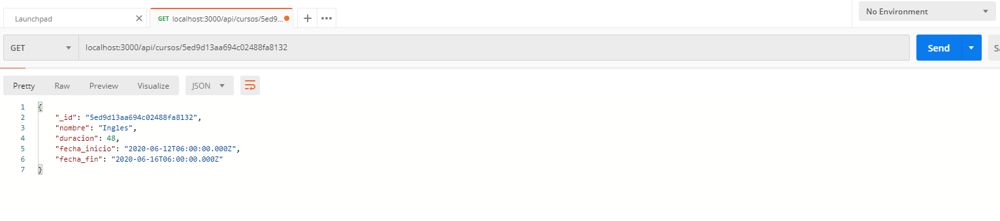 Launchpad
GET localhost:3000/api/cursos/5ed9...
No Environment
GET localhost:3000/api/cursos/5ed9d13aa694c02488fa8132
Send
Sa
Pretty Raw Preview Visualize JSON
1 {
2 "_id": "5ed9d13aa694c02488fa8132",
3 "nombre": "Ingles",
4 "duracion": 48,
5 "fecha_inicio": "2020-06-12T06:00:00.000Z",
6 "fecha_fin": "2020-06-16T06:00:00.000Z"
7 }